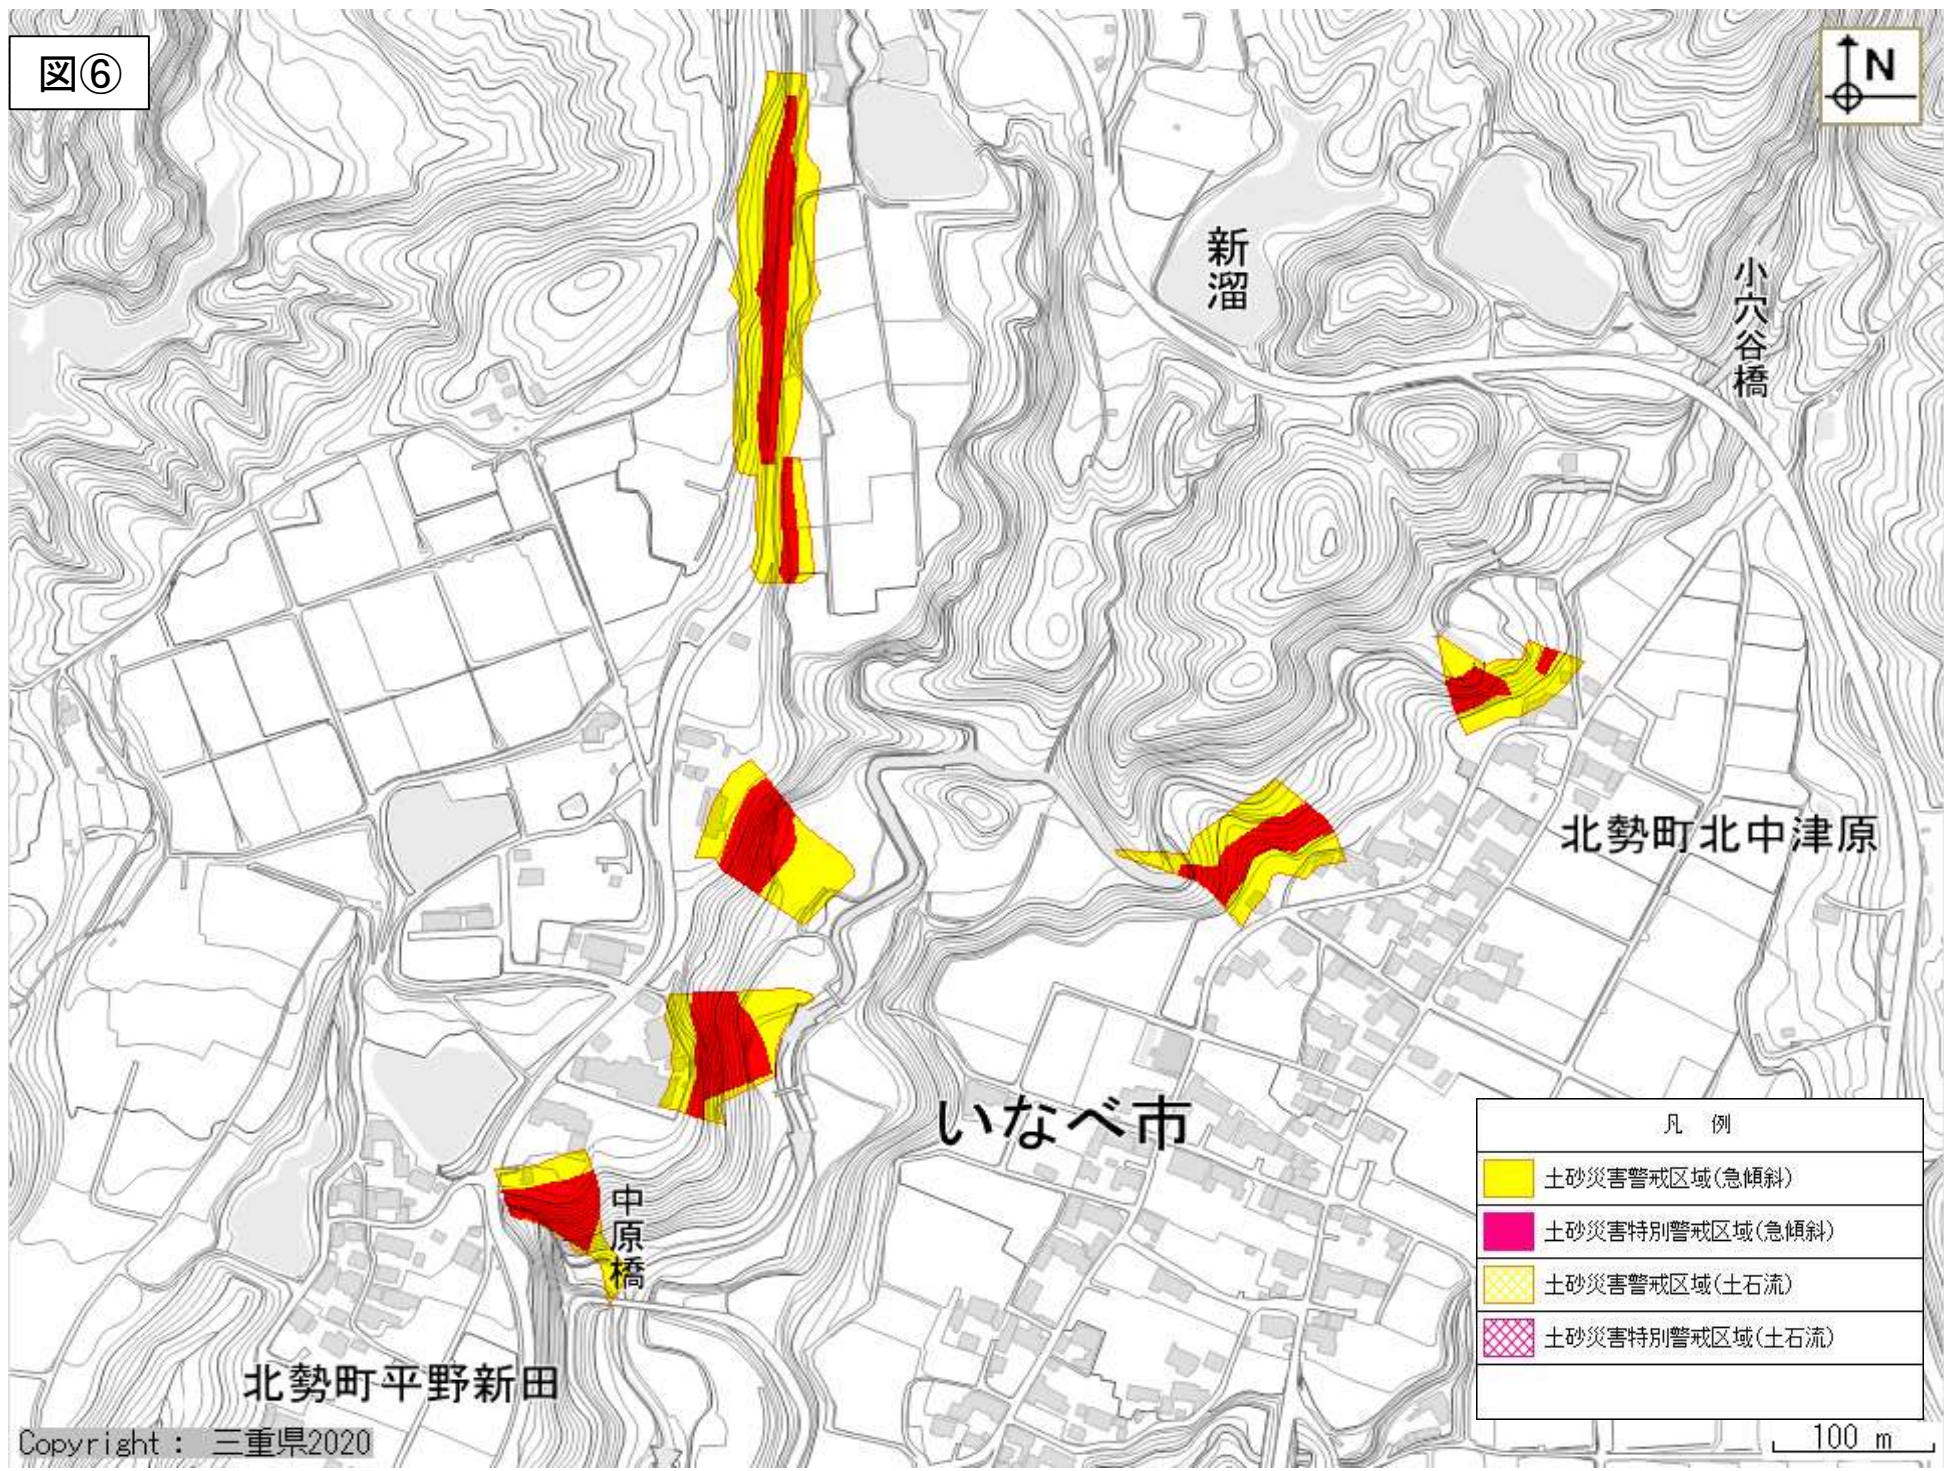 図⑥
N
新溜
小穴谷橋
北勢町北中津原
いなべ市
中原橋
北勢町平野新田
凡 例
土砂災害警戒区域(急傾斜)
土砂災害特別警戒区域(急傾斜)
土砂災害警戒区域(土石流)
土砂災害特別警戒区域(土石流)
Copyright : 三重県2020
100 m